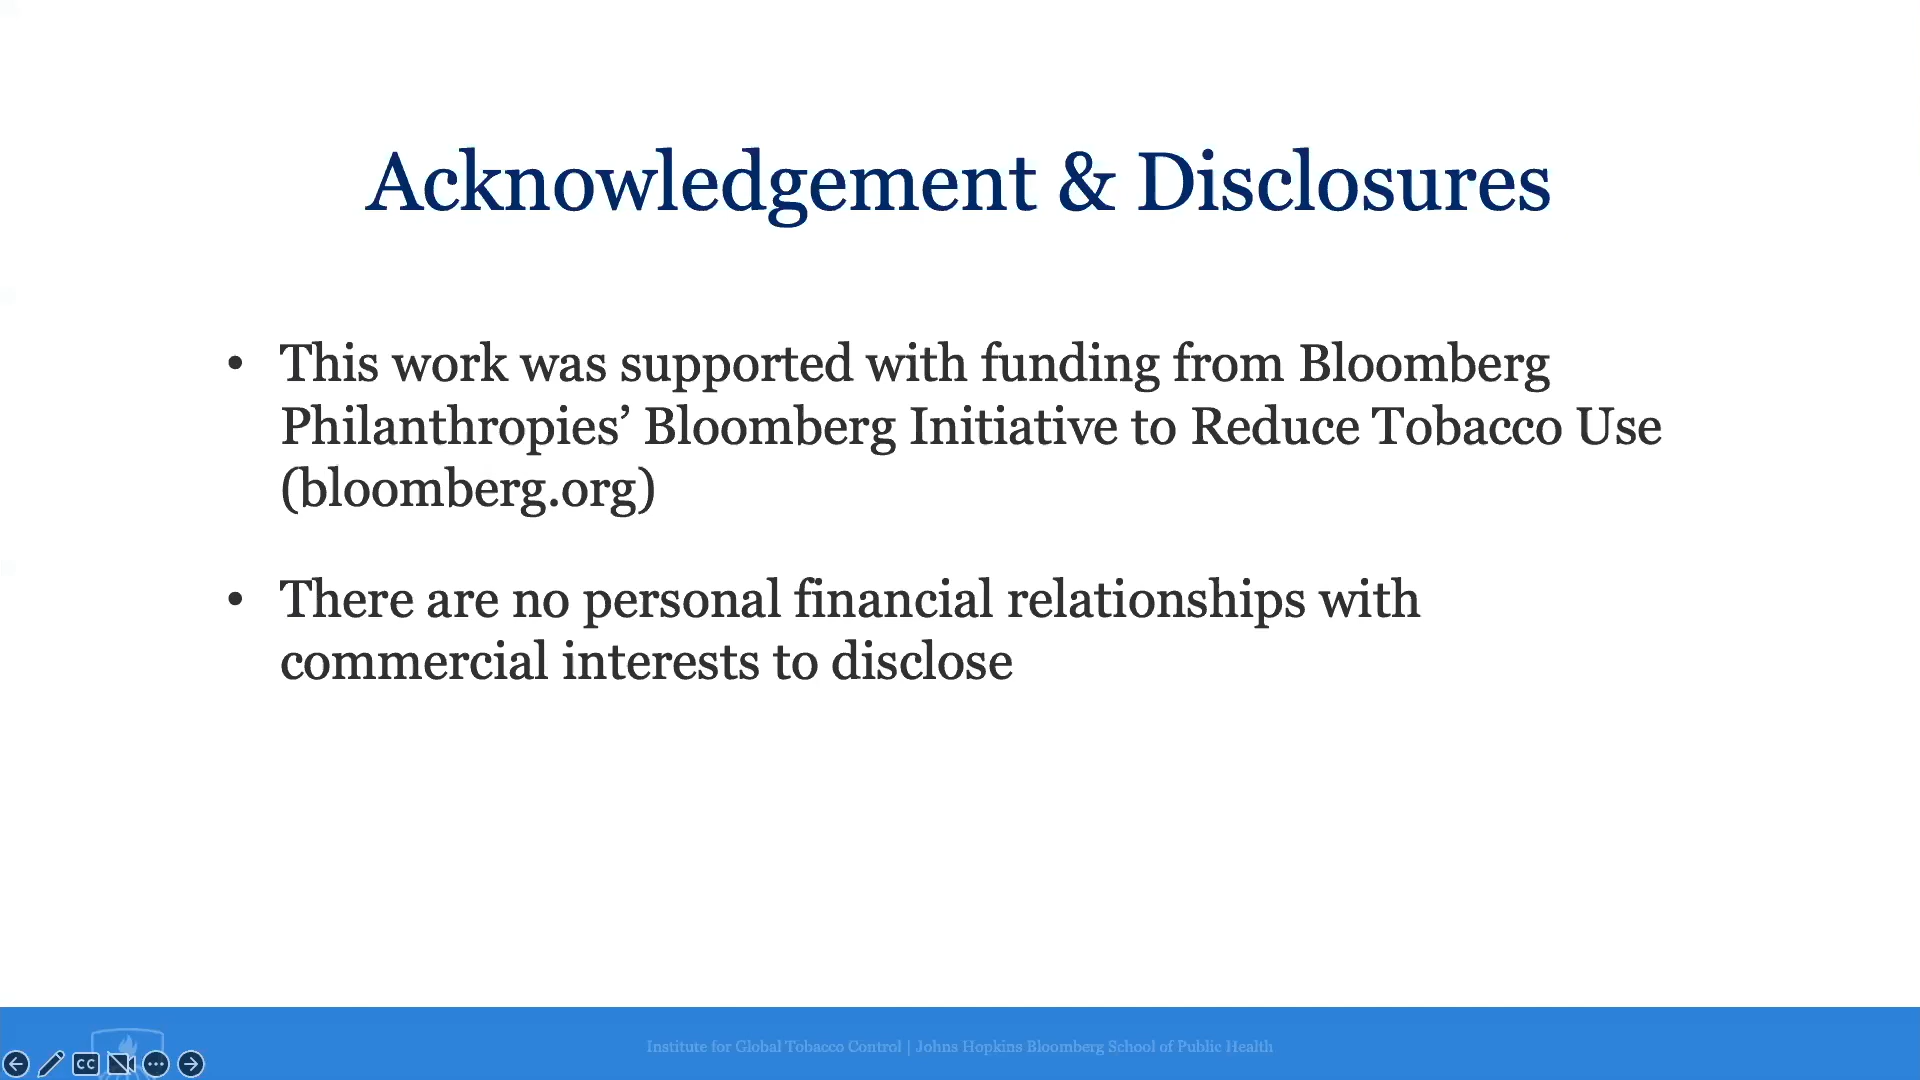 Acknowledgement & Disclosures
• This work was supported with funding from Bloomberg
Philanthropies’ Bloomberg Initiative to Reduce Tobacco Use
(bloomberg.org)
• There are no personal financial relationships with
commercial interests to disclose
Institute for Global Tobacco Control | Johns Hopkins Bloomberg School of Public Health
CC